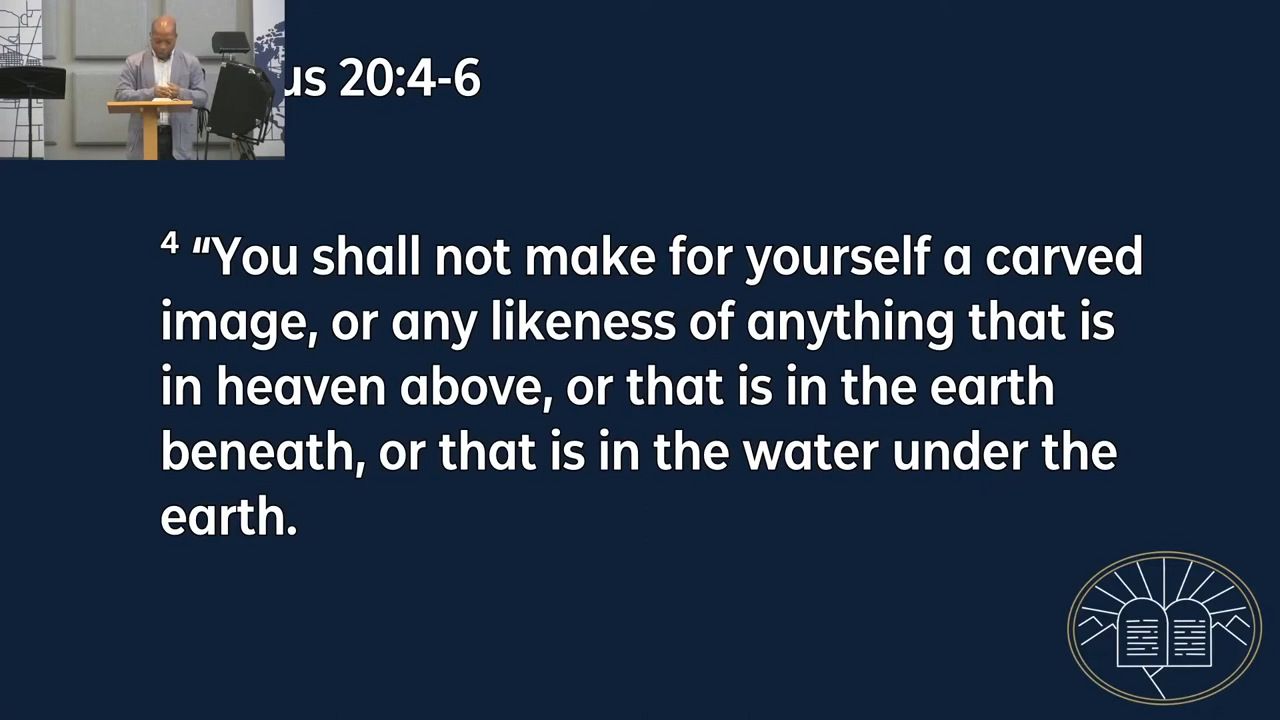 us 20:4-6
4 “You shall not make for yourself a carved
image, or any likeness of anything that is
in heaven above, or that is in the earth
beneath, or that is in the water under the
earth.